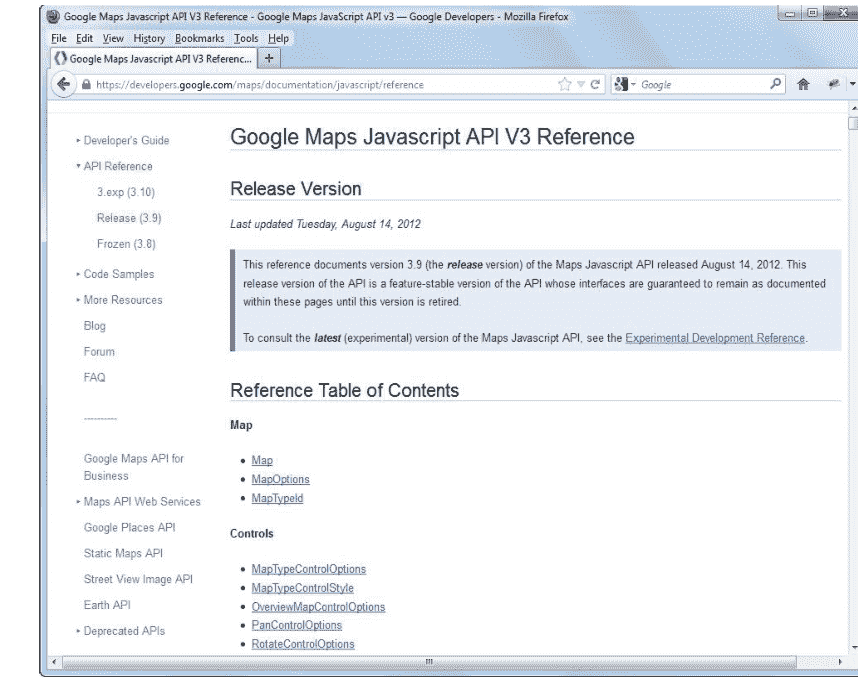 Google Maps Javascript API V3 Reference - Google Maps JavaScript API v3 — Google Developers - Mozilla Firefox
File Edit View History Bookmarks Tools Help
Google Maps Javascript API V3 Referenc... +
https://developers.google.com/maps/documentation/javascript/reference
Google
Developer's Guide
API Reference
3.exp (3.10)
Release (3.9)
Frozen (3.8)
Code Samples
More Resources
Blog
Forum
FAQ
----------
Google Maps API for
Business
Maps API Web Services
Google Places API
Static Maps API
Street View Image API
Earth API
Deprecated APIs
Google Maps Javascript API V3 Reference
Release Version
Last updated Tuesday, August 14, 2012
This reference documents version 3.9 (the release version) of the Maps Javascript API released August 14, 2012. This
release version of the API is a feature-stable version of the API whose interfaces are guaranteed to remain as documented
within these pages until this version is retired.
To consult the latest (experimental) version of the Maps Javascript API, see the Experimental Development Reference.
Reference Table of Contents
Map
• Map
• MapOptions
• MapTypeId
Controls
• MapTypeControlOptions
• MapTypeControlStyle
• OverviewMapControlOptions
• PanControlOptions
• RotateControlOptions